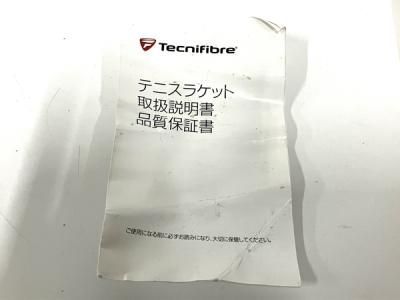 Tecnifibre
テニスラケット
取扱説明書
品質保証書
ご使用になる前に必ずお読みになり、大切に保管してください。